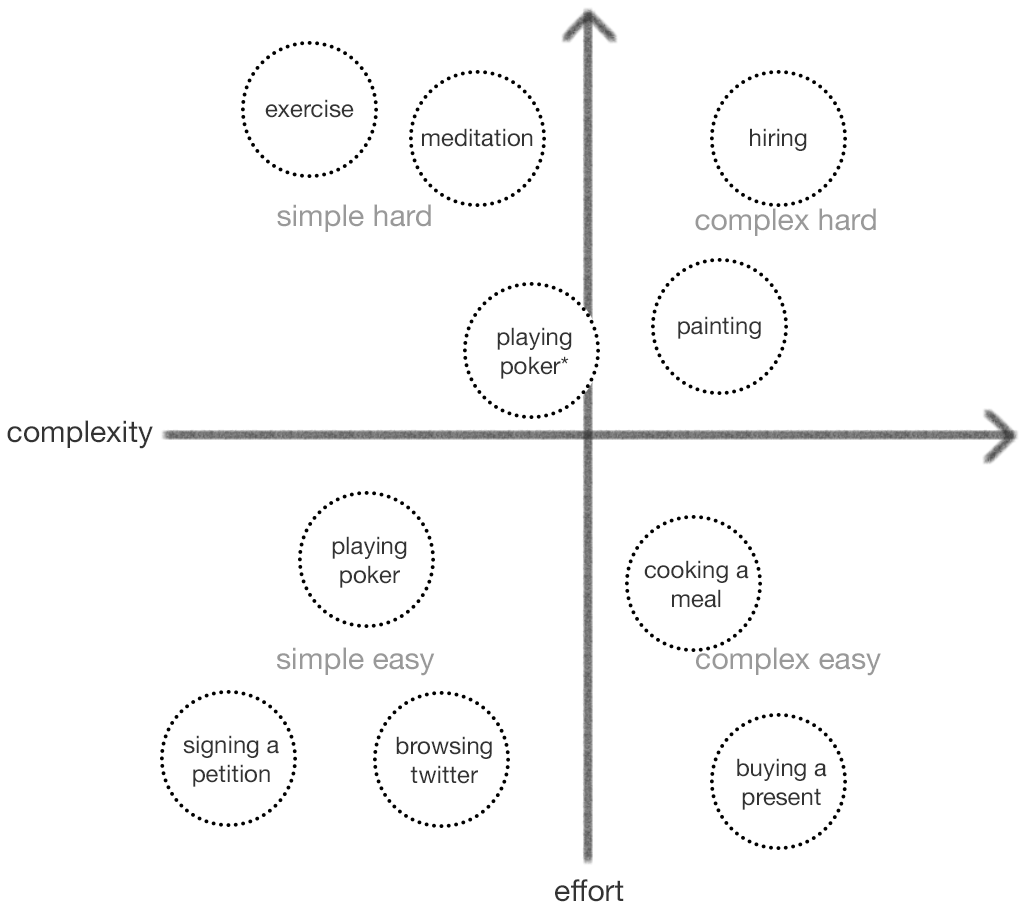 exercise
meditation
hiring
simple hard
complex hard
playing
poker*
painting
complexity
playing
poker
cooking a
meal
simple easy
complex easy
signing a
petition
browsing
twitter
buying a
present
effort